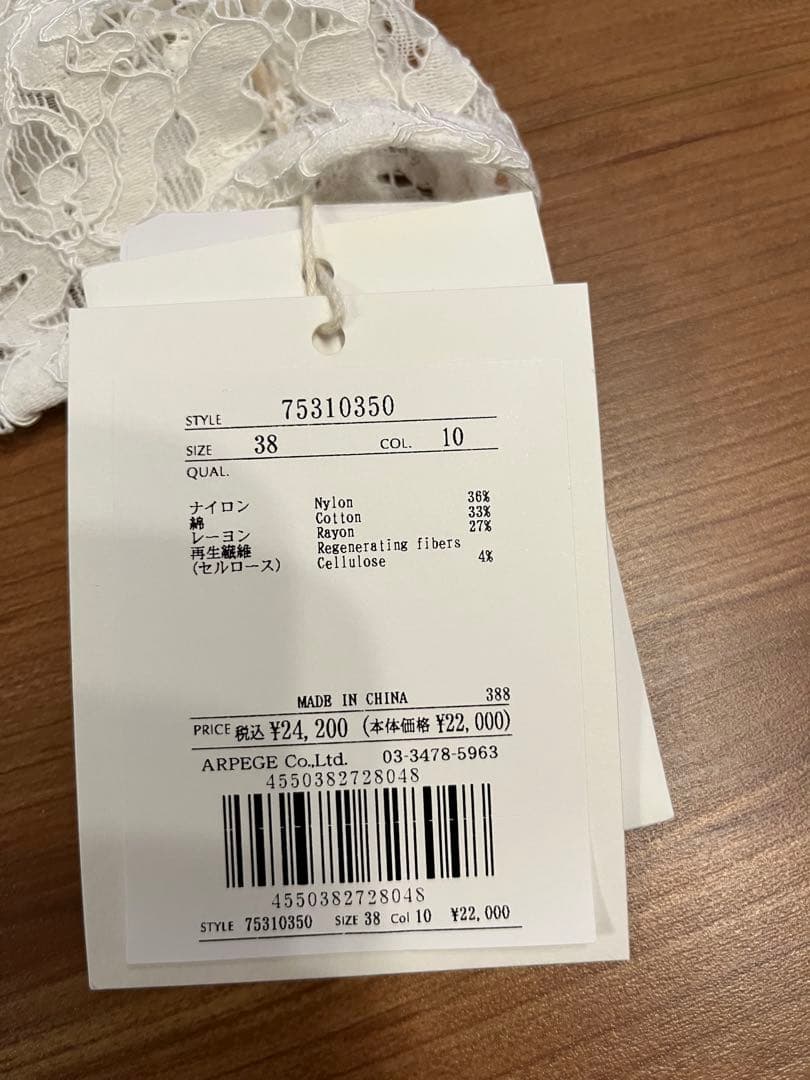 STYLE 75310350
SIZE 38 COL. 10
QUAL.
ナイロン Nylon 36%
綿 Cotton 33%
レーヨン Rayon 27%
再生繊維 Regenerating fibers
(セルロース) Cellulose 4%
MADE IN CHINA 388
PRICE 税込 ¥24,200 (本体価格 ¥22,000)
ARPEGE Co.,Ltd. 03-3478-5963
4550382728048
4550382728048
STYLE 75310350 SIZE 38 Col 10 ¥22,000